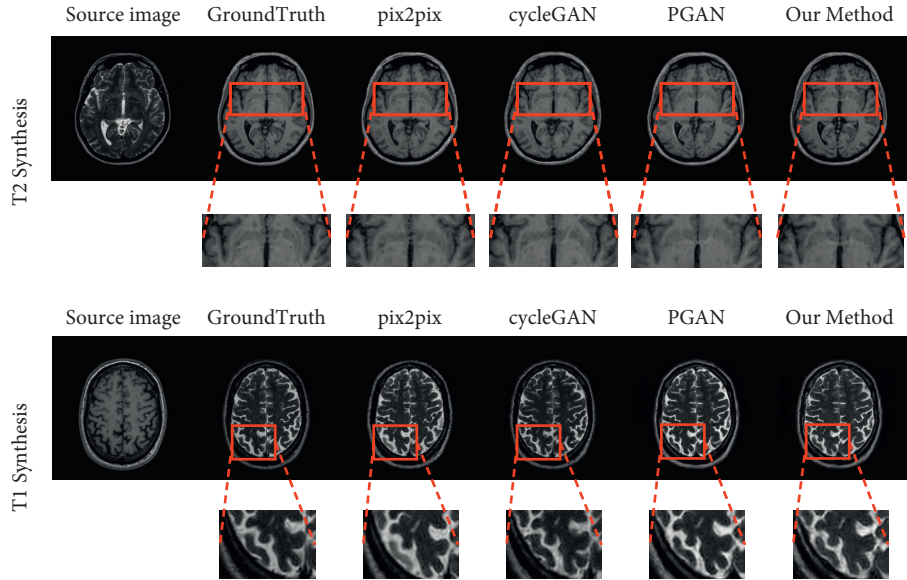 Source image GroundTruth pix2pix cycleGAN PGAN Our Method
T2 Synthesis
Source image GroundTruth pix2pix cycleGAN PGAN Our Method
T1 Synthesis